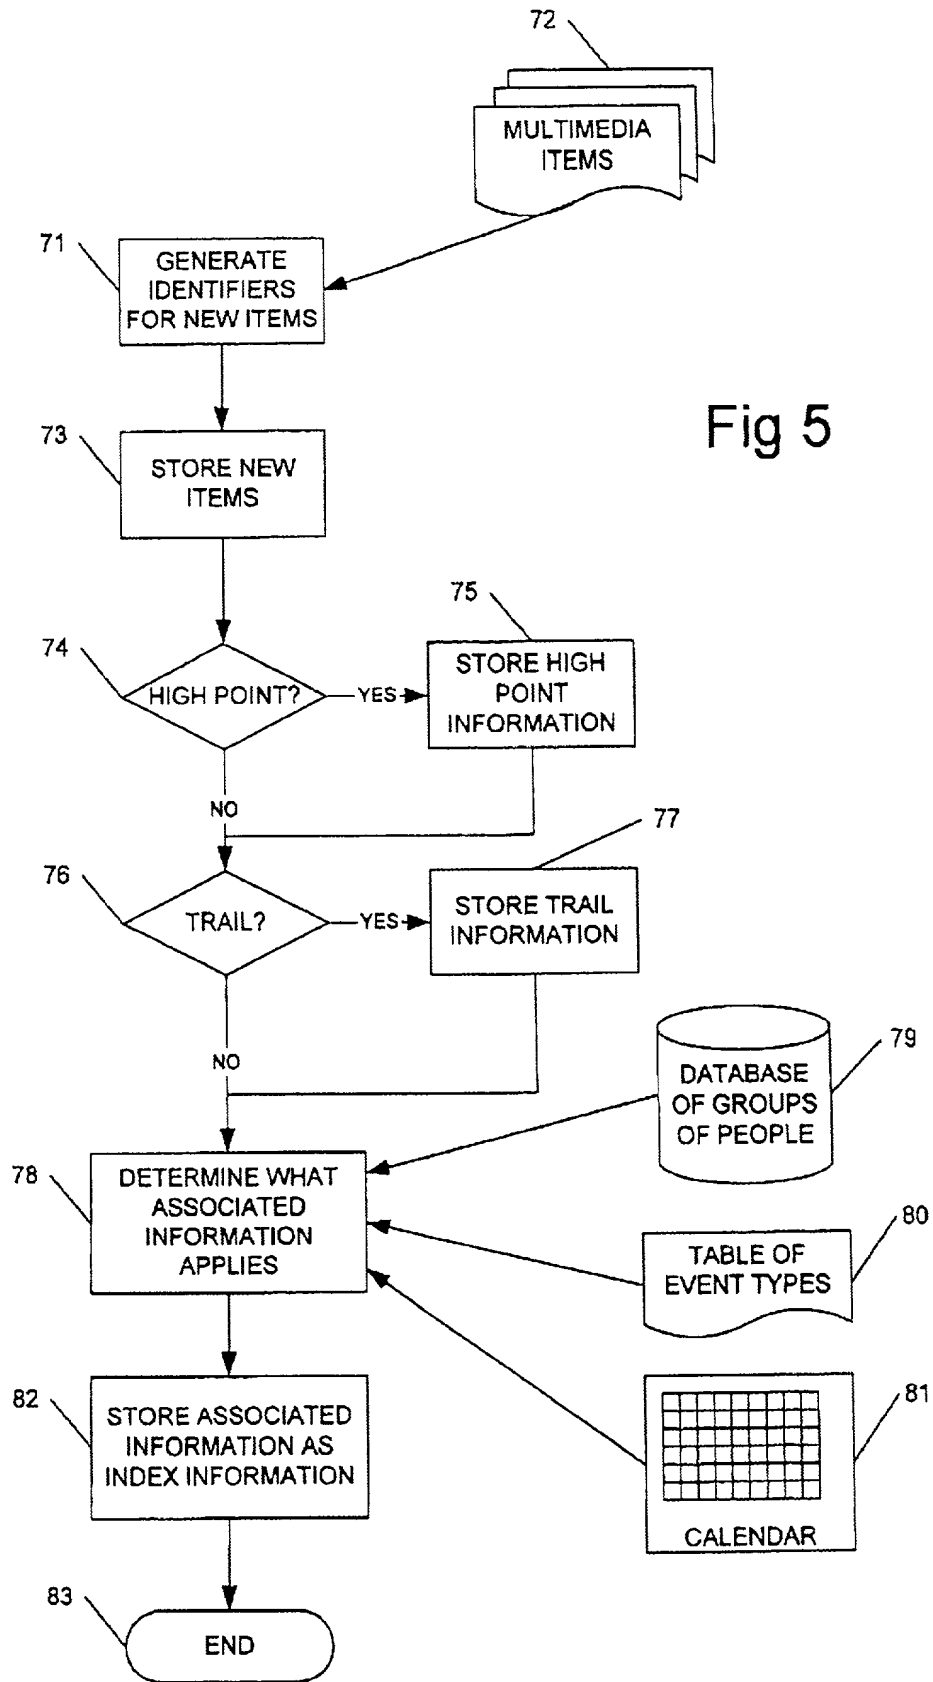 72
MULTIMEDIA
ITEMS
71
GENERATE
IDENTIFIERS
FOR NEW ITEMS
Fig 5
73
STORE NEW
ITEMS
74
HIGH POINT?
YES
75
STORE HIGH
POINT
INFORMATION
NO
76
TRAIL?
YES
77
STORE TRAIL
INFORMATION
NO
79
DATABASE
OF GROUPS
OF PEOPLE
78
DETERMINE WHAT
ASSOCIATED
INFORMATION
APPLIES
80
TABLE OF
EVENT TYPES
81
CALENDAR
82
STORE ASSOCIATED
INFORMATION AS
INDEX INFORMATION
83
END